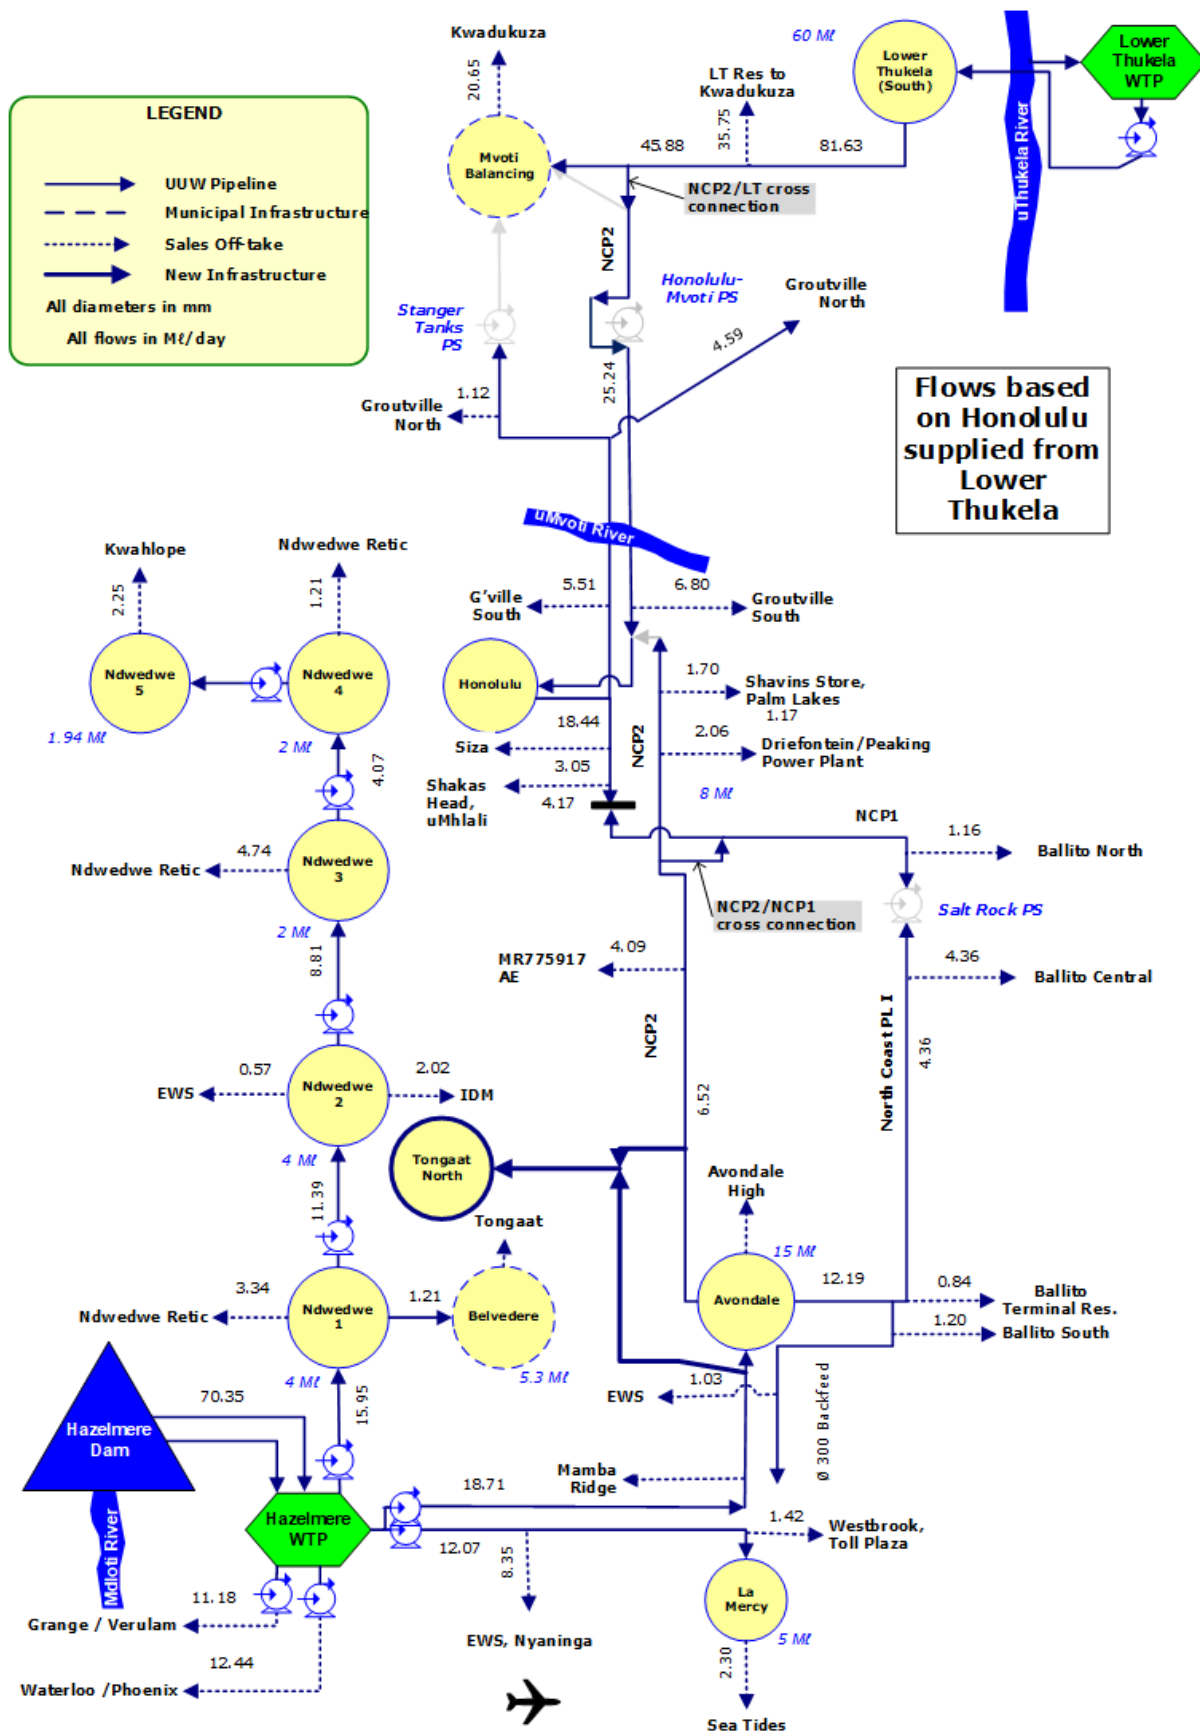 Kwadukuza
20.65
60 Mℓ
Lower
Thukela
(South)
Lower
Thukela
WTP
uThukela River
LT Res to
Kwadukuza
35.75
LEGEND
UUW Pipeline
Municipal Infrastructure
Sales Off-take
New Infrastructure
All diameters in mm
All flows in Mℓ/day
Mvoti
Balancing
45.88
81.63
NCP2/LT cross
connection
NCP2
Honolulu-
Mvoti PS
Groutville
North
Stanger
Tanks
PS
4.59
25.24
1.12
Groutville
North
Flows based
on Honolulu
supplied from
Lower
Thukela
uMvoti River
Kwahlope
2.25
Ndwedwe Retic
1.21
5.51
G'ville
South
6.80
Groutville
South
Ndwedwe
5
1.94 Mℓ
Ndwedwe
4
2 Mℓ
Honolulu
1.70
Shavins Store,
Palm Lakes
1.17
18.44
Siza
NCP2
2.06
Driefontein/Peaking
Power Plant
4.07
3.05
Shakas
Head,
uMhlali
4.17
8 Mℓ
NCP1
1.16
Ballito North
4.74
Ndwedwe Retic
Ndwedwe
3
2 Mℓ
NCP2/NCP1
cross connection
Salt Rock PS
8.81
4.09
MR775917
AE
4.36
Ballito Central
North Coast PL I
4.36
NCP2
0.57
EWS
Ndwedwe
2
2.02
IDM
4 Mℓ
6.52
Tongaat
North
Avondale
High
11.39
Tongaat
15 Mℓ
3.34
Ndwedwe Retic
Ndwedwe
1
1.21
Belvedere
Avondale
12.19
0.84
Ballito
Terminal Res.
1.20
Ballito South
4 Mℓ
5.3 Mℓ
1.03
EWS
15.95
Ø 300 Backfeed
70.35
Hazelmere
Dam
Mdloti River
Mamba
Ridge
18.71
Hazelmere
WTP
12.07
8.35
1.42
Westbrook,
Toll Plaza
La
Mercy
5 Mℓ
11.18
Grange / Verulam
EWS, Nyaninga
12.44
Waterloo /Phoenix
2.30
Sea Tides